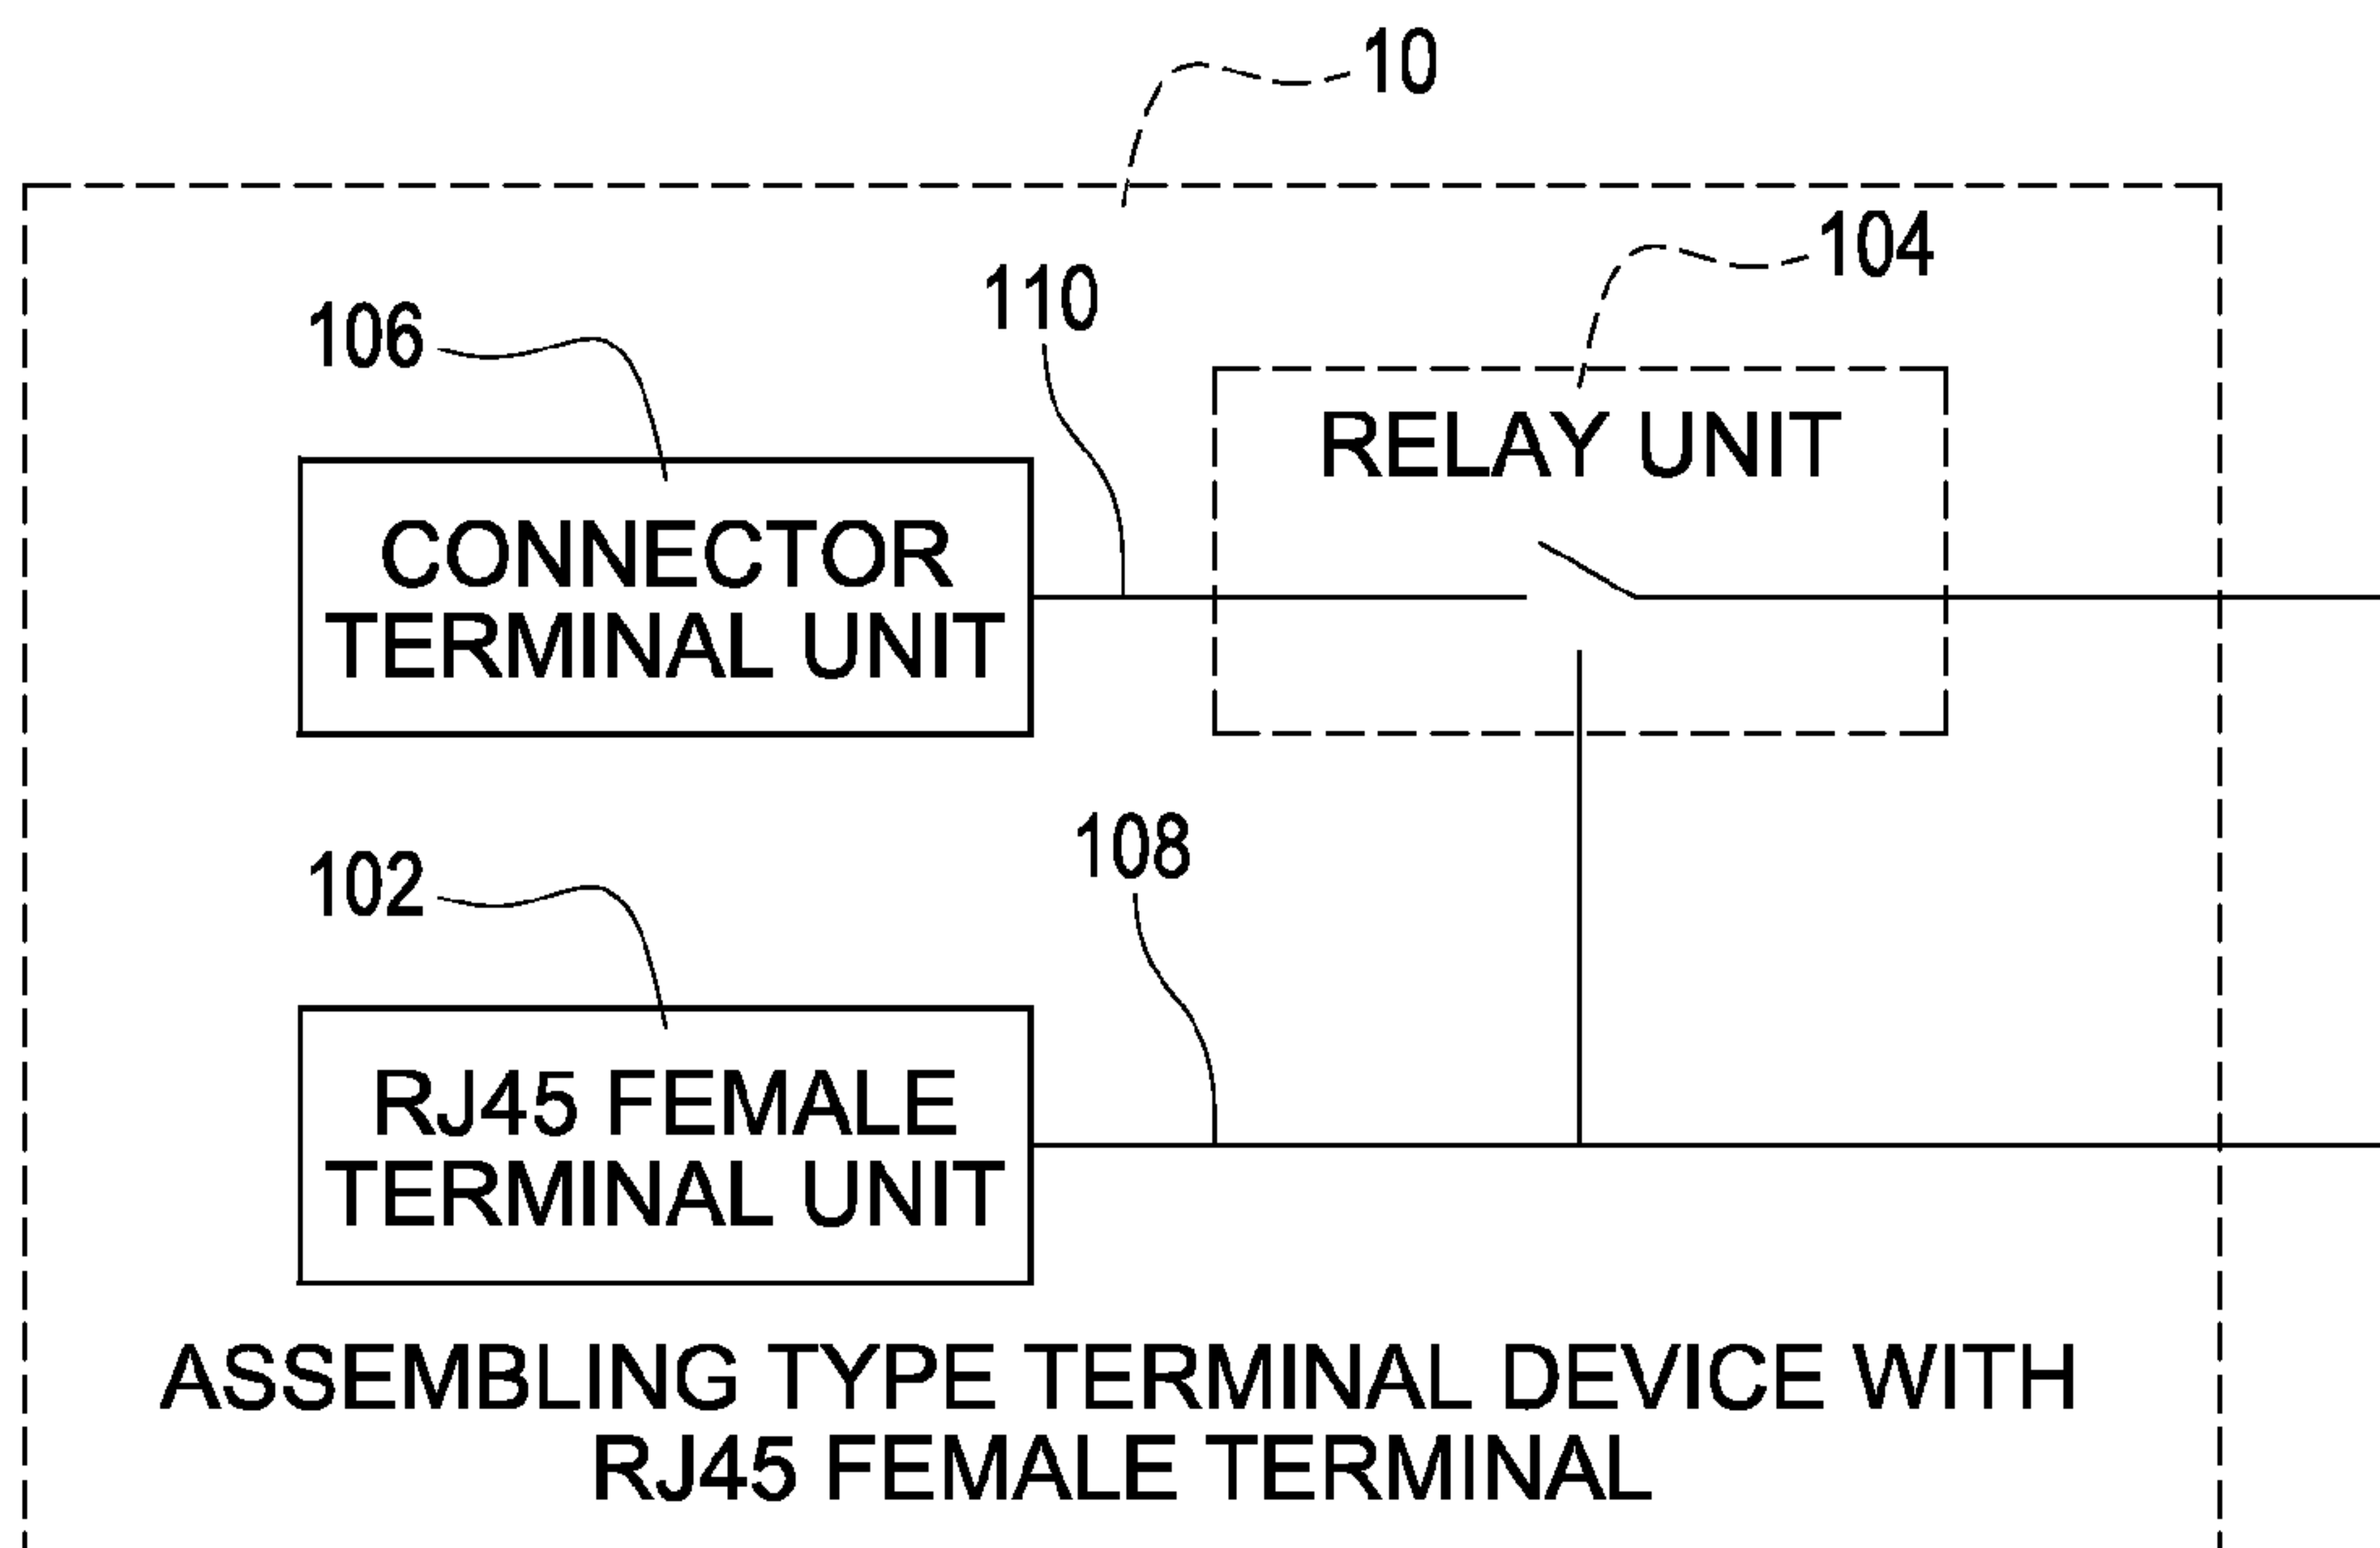 10
104
110
106
RELAY UNIT
CONNECTOR
TERMINAL UNIT
108
102
RJ45 FEMALE
TERMINAL UNIT
ASSEMBLING TYPE TERMINAL DEVICE WITH
RJ45 FEMALE TERMINAL